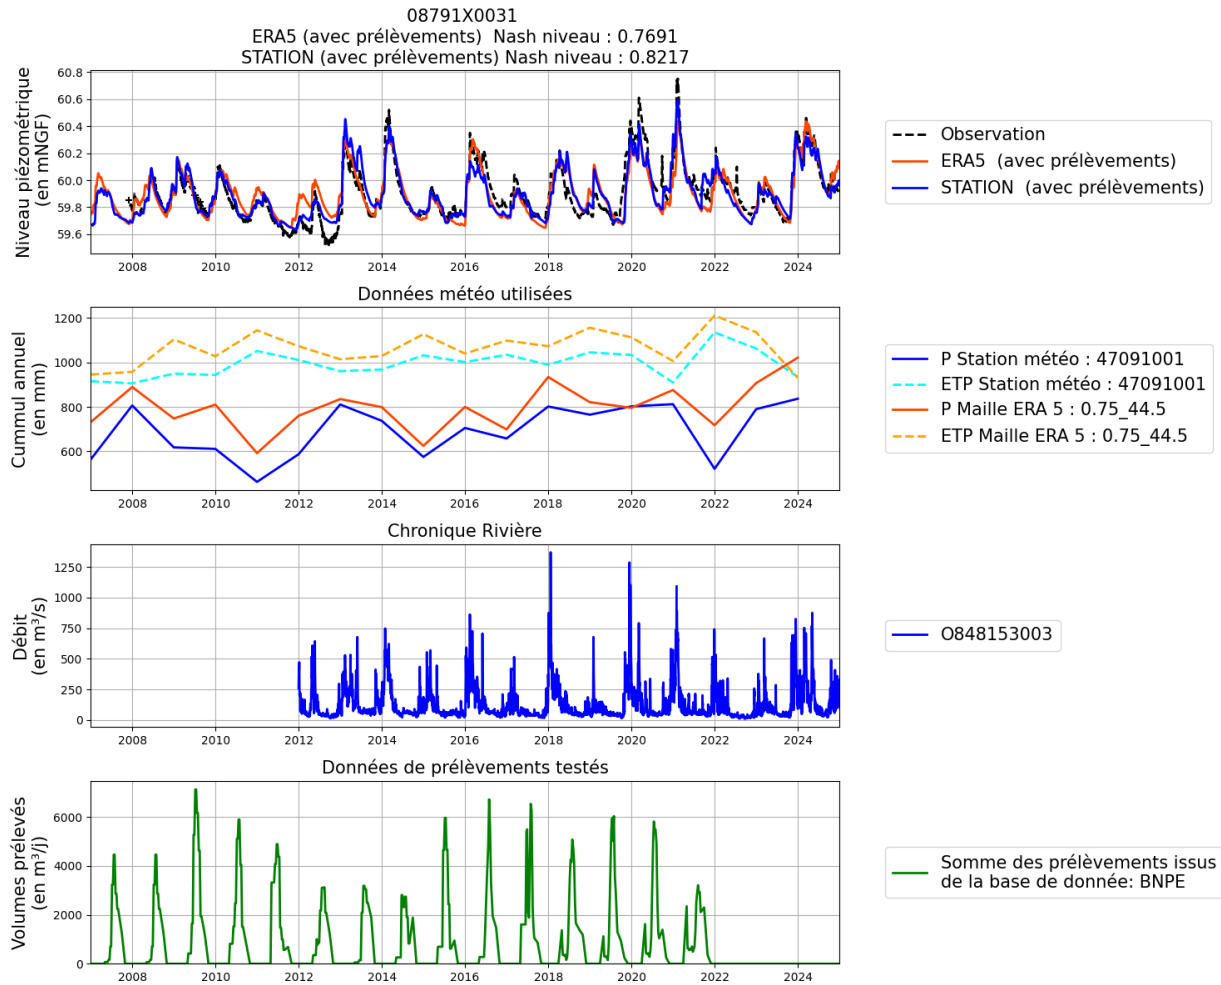 08791X0031
ERA5 (avec prélèvements)  Nash niveau : 0.7691
STATION (avec prélèvements) Nash niveau : 0.8217
Niveau piézométrique
(en mNGF)
60.8
60.6
60.4
60.2
60.0
59.8
59.6
2008 2010 2012 2014 2016 2018 2020 2022 2024
Observation
ERA5  (avec prélèvements)
STATION  (avec prélèvements)
Données météo utilisées
Cummul annuel
(en mm)
1200
1000
800
600
2008 2010 2012 2014 2016 2018 2020 2022 2024
P Station météo : 47091001
ETP Station météo : 47091001
P Maille ERA 5 : 0.75_44.5
ETP Maille ERA 5 : 0.75_44.5
Chronique Rivière
Débit
(en m³/s)
1250
1000
750
500
250
0
2008 2010 2012 2014 2016 2018 2020 2022 2024
O848153003
Données de prélèvements testés
Volumes prélevés
(en m³/j)
6000
4000
2000
0
2008 2010 2012 2014 2016 2018 2020 2022 2024
Somme des prélèvements issus
de la base de donnée: BNPE